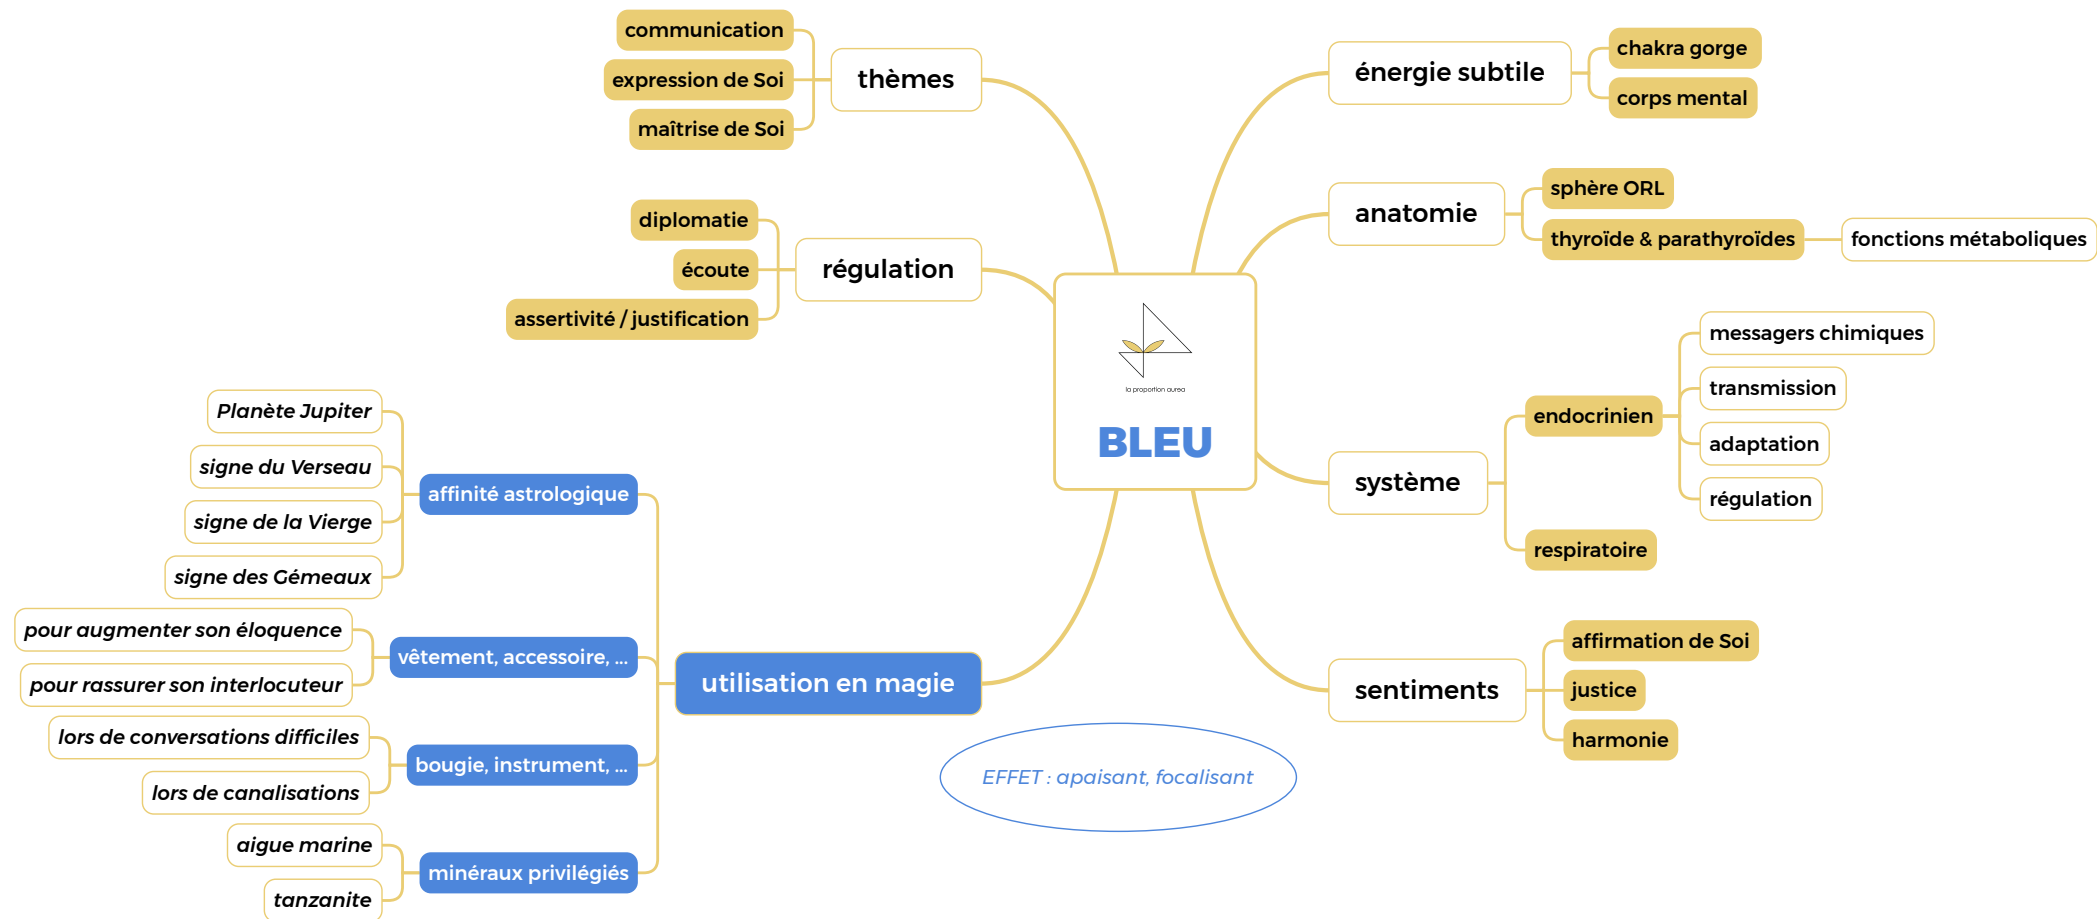 communication
expression de Soi
maîtrise de Soi
thèmes
diplomatie
écoute
assertivité / justification
régulation
Planète Jupiter
signe du Verseau
signe de la Vierge
signe des Gémeaux
affinité astrologique
pour augmenter son éloquence
pour rassurer son interlocuteur
vêtement, accessoire, ...
lors de conversations difficiles
lors de canalisations
bougie, instrument, ...
aigue marine
tanzanite
minéraux privilégiés
utilisation en magie
la proportion aurea
BLEU
EFFET : apaisant, focalisant
énergie subtile
chakra gorge
corps mental
anatomie
sphère ORL
thyroïde & parathyroïdes
fonctions métaboliques
système
endocrinien
messagers chimiques
transmission
adaptation
régulation
respiratoire
sentiments
affirmation de Soi
justice
harmonie